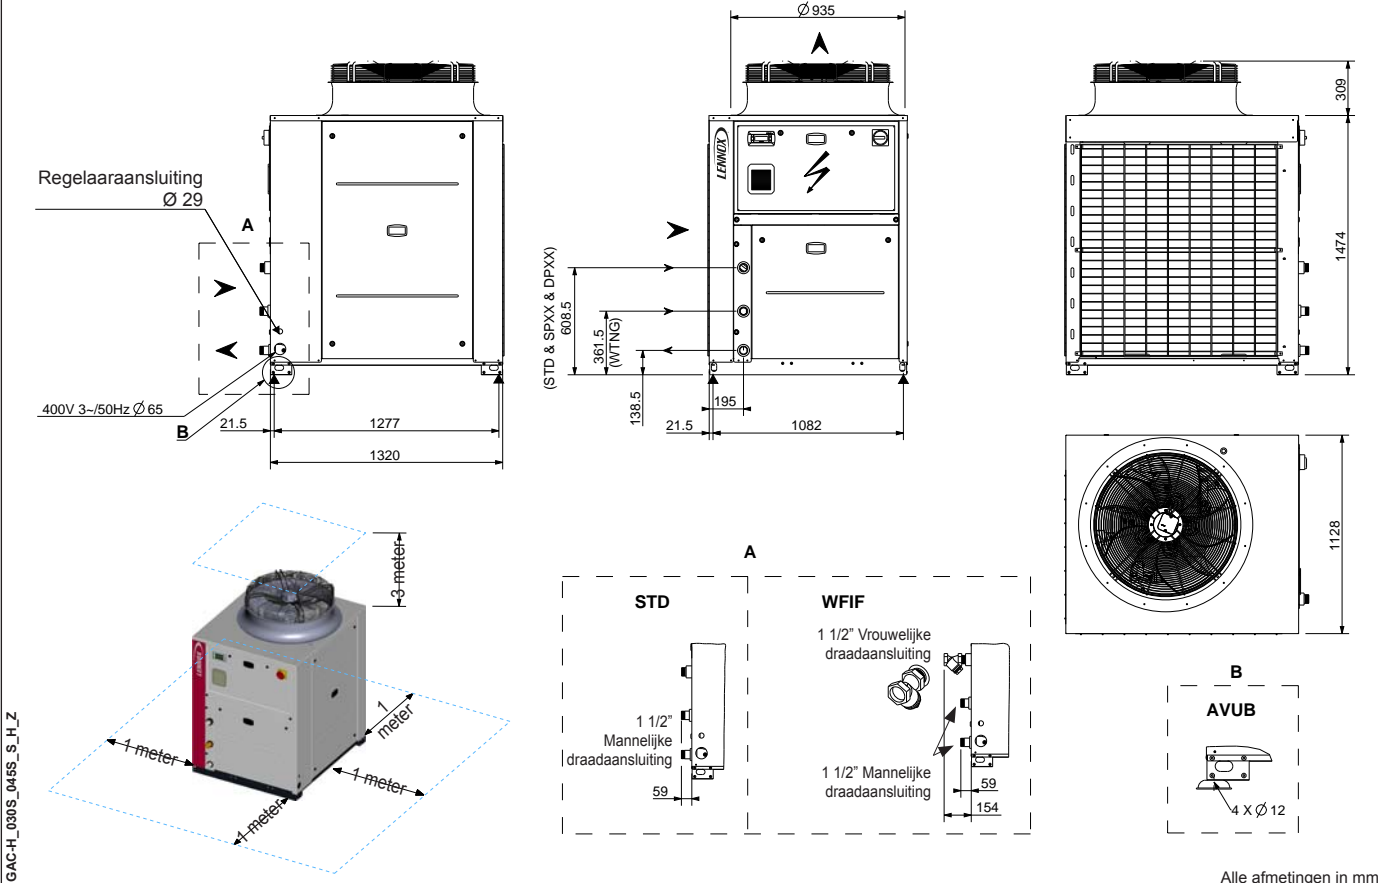 Ø 935
309
1474
LENNOX
Regelaaraansluiting
Ø 29
A
400V 3~/50Hz Ø 65
B
21.5
1277
1320
(STD & SPXX & DPXX)
608.5
361.5
(WTNG)
138.5
195
21.5
1082
1128
3 meter
LENNOX
1
meter
1 meter
1 meter
1 meter
A
STD
1 1/2”
Mannelijke
draadaansluiting
59
WFIF
1 1/2” Vrouwelijke
draadaansluiting
1 1/2” Mannelijke
draadaansluiting
59
154
B
AVUB
4 X Ø 12
GAC-H_030S_045S_S_H_Z
Alle afmetingen in mm